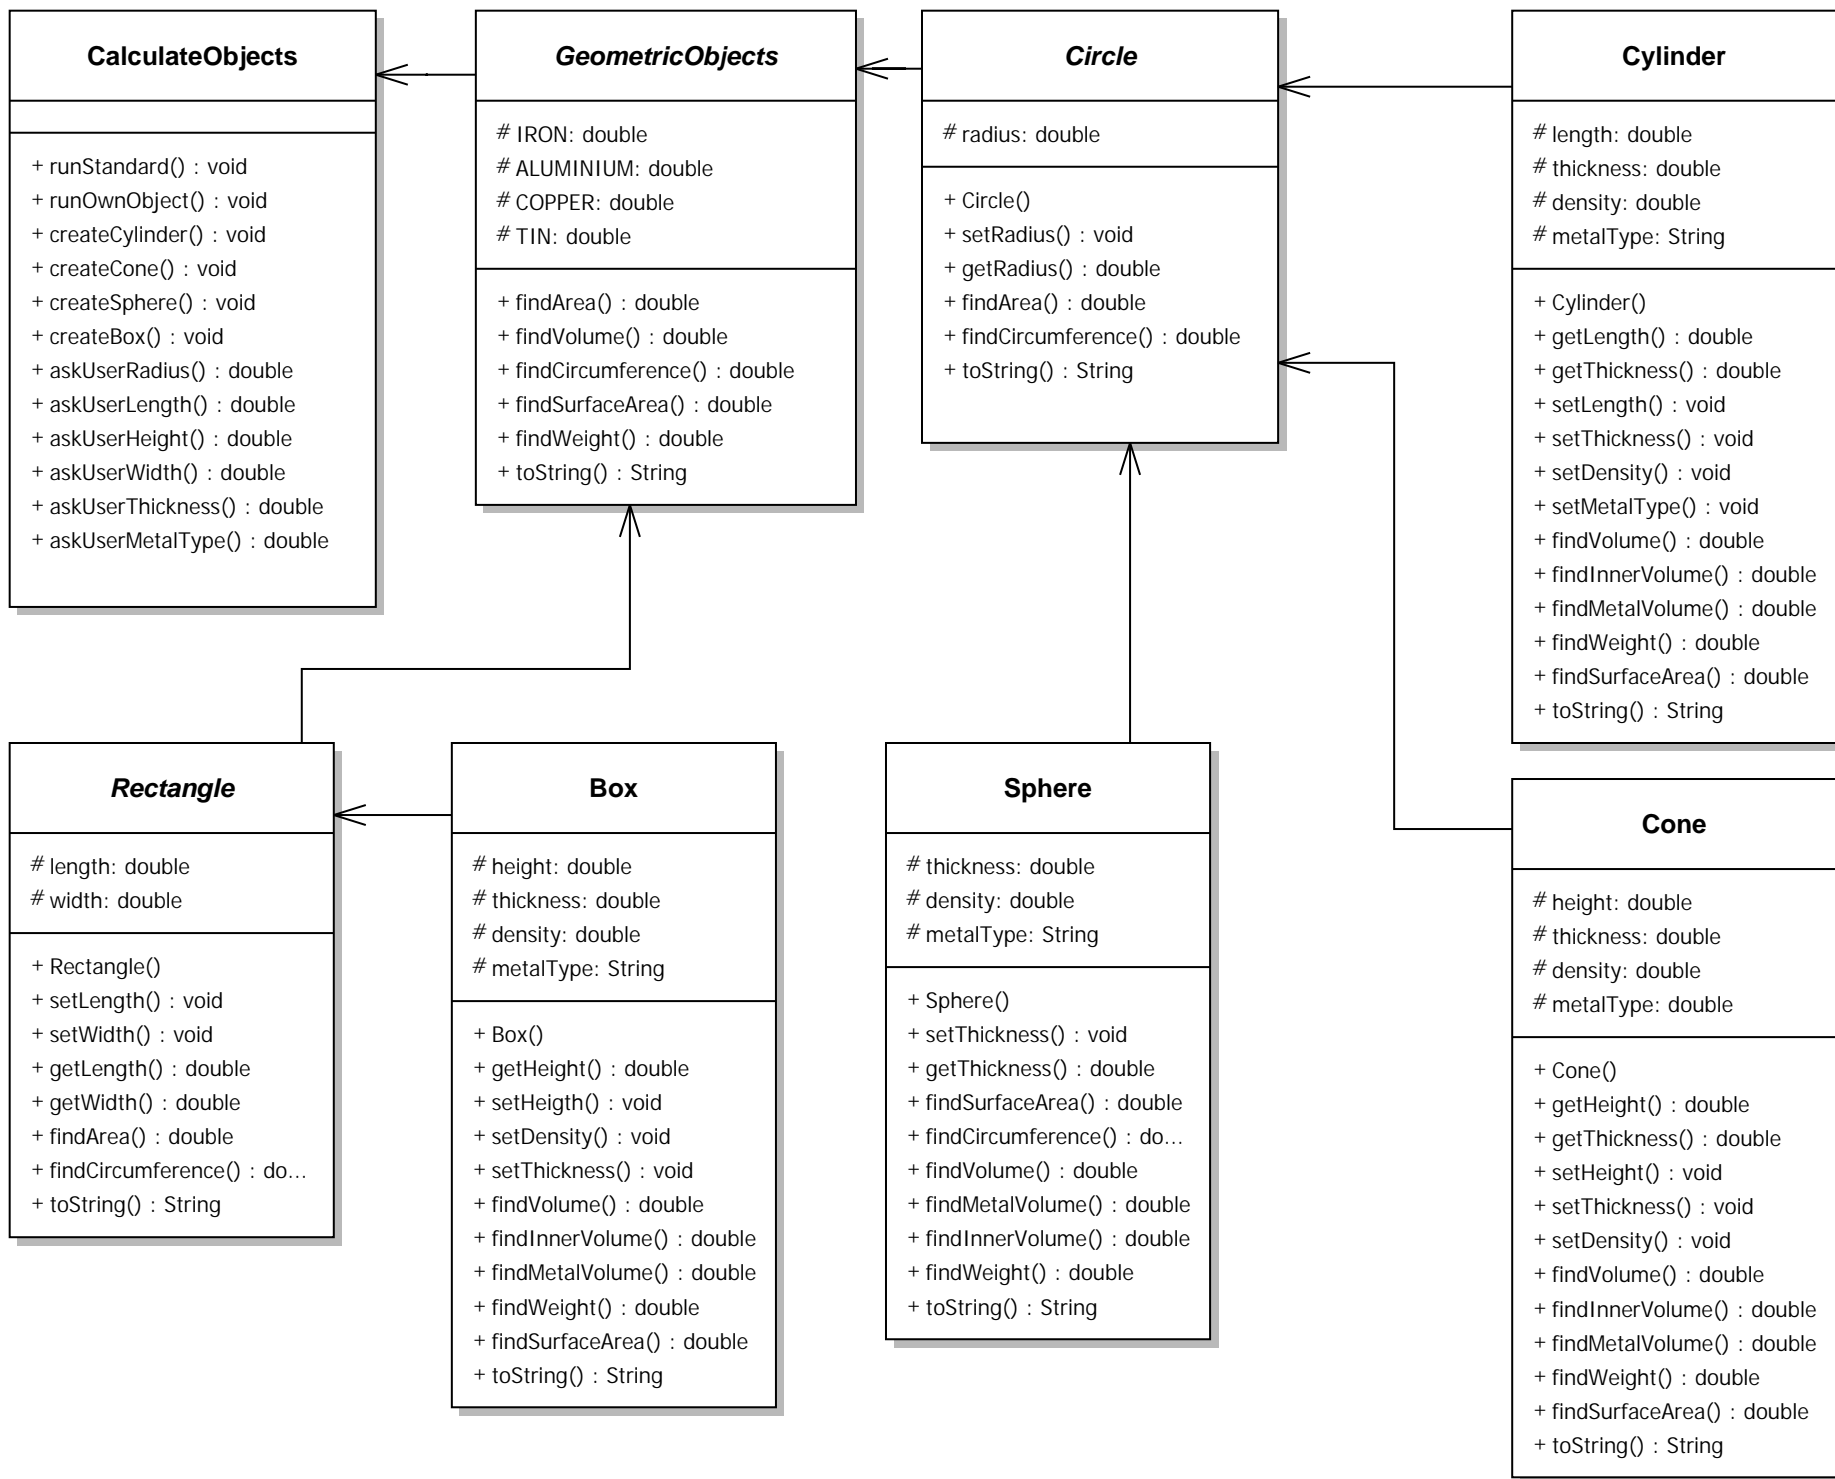 CalculateObjects
+ runStandard() : void
+ runOwnObject() : void
+ createCylinder() : void
+ createCone() : void
+ createSphere() : void
+ createBox() : void
+ askUserRadius() : double
+ askUserLength() : double
+ askUserHeight() : double
+ askUserWidth() : double
+ askUserThickness() : double
+ askUserMetalType() : double
GeometricObjects
# IRON: double
# ALUMINIUM: double
# COPPER: double
# TIN: double
+ findArea() : double
+ findVolume() : double
+ findCircumference() : double
+ findSurfaceArea() : double
+ findWeight() : double
+ toString() : String
Circle
# radius: double
+ Circle()
+ setRadius() : void
+ getRadius() : double
+ findArea() : double
+ findCircumference() : double
+ toString() : String
Cylinder
# length: double
# thickness: double
# density: double
# metalType: String
+ Cylinder()
+ getLength() : double
+ getThickness() : double
+ setLength() : void
+ setThickness() : void
+ setDensity() : void
+ setMetalType() : void
+ findVolume() : double
+ findInnerVolume() : double
+ findMetalVolume() : double
+ findWeight() : double
+ findSurfaceArea() : double
+ toString() : String
Rectangle
# length: double
# width: double
+ Rectangle()
+ setLength() : void
+ setWidth() : void
+ getLength() : double
+ getWidth() : double
+ findArea() : double
+ findCircumference() : do...
+ toString() : String
Box
# height: double
# thickness: double
# density: double
# metalType: String
+ Box()
+ getHeight() : double
+ setHeigth() : void
+ setDensity() : void
+ setThickness() : void
+ findVolume() : double
+ findInnerVolume() : double
+ findMetalVolume() : double
+ findWeight() : double
+ findSurfaceArea() : double
+ toString() : String
Sphere
# thickness: double
# density: double
# metalType: String
+ Sphere()
+ setThickness() : void
+ getThickness() : double
+ findSurfaceArea() : double
+ findCircumference() : do...
+ findVolume() : double
+ findMetalVolume() : double
+ findInnerVolume() : double
+ findWeight() : double
+ toString() : String
Cone
# height: double
# thickness: double
# density: double
# metalType: double
+ Cone()
+ getHeight() : double
+ getThickness() : double
+ setHeight() : void
+ setThickness() : void
+ setDensity() : void
+ findVolume() : double
+ findInnerVolume() : double
+ findMetalVolume() : double
+ findWeight() : double
+ findSurfaceArea() : double
+ toString() : String